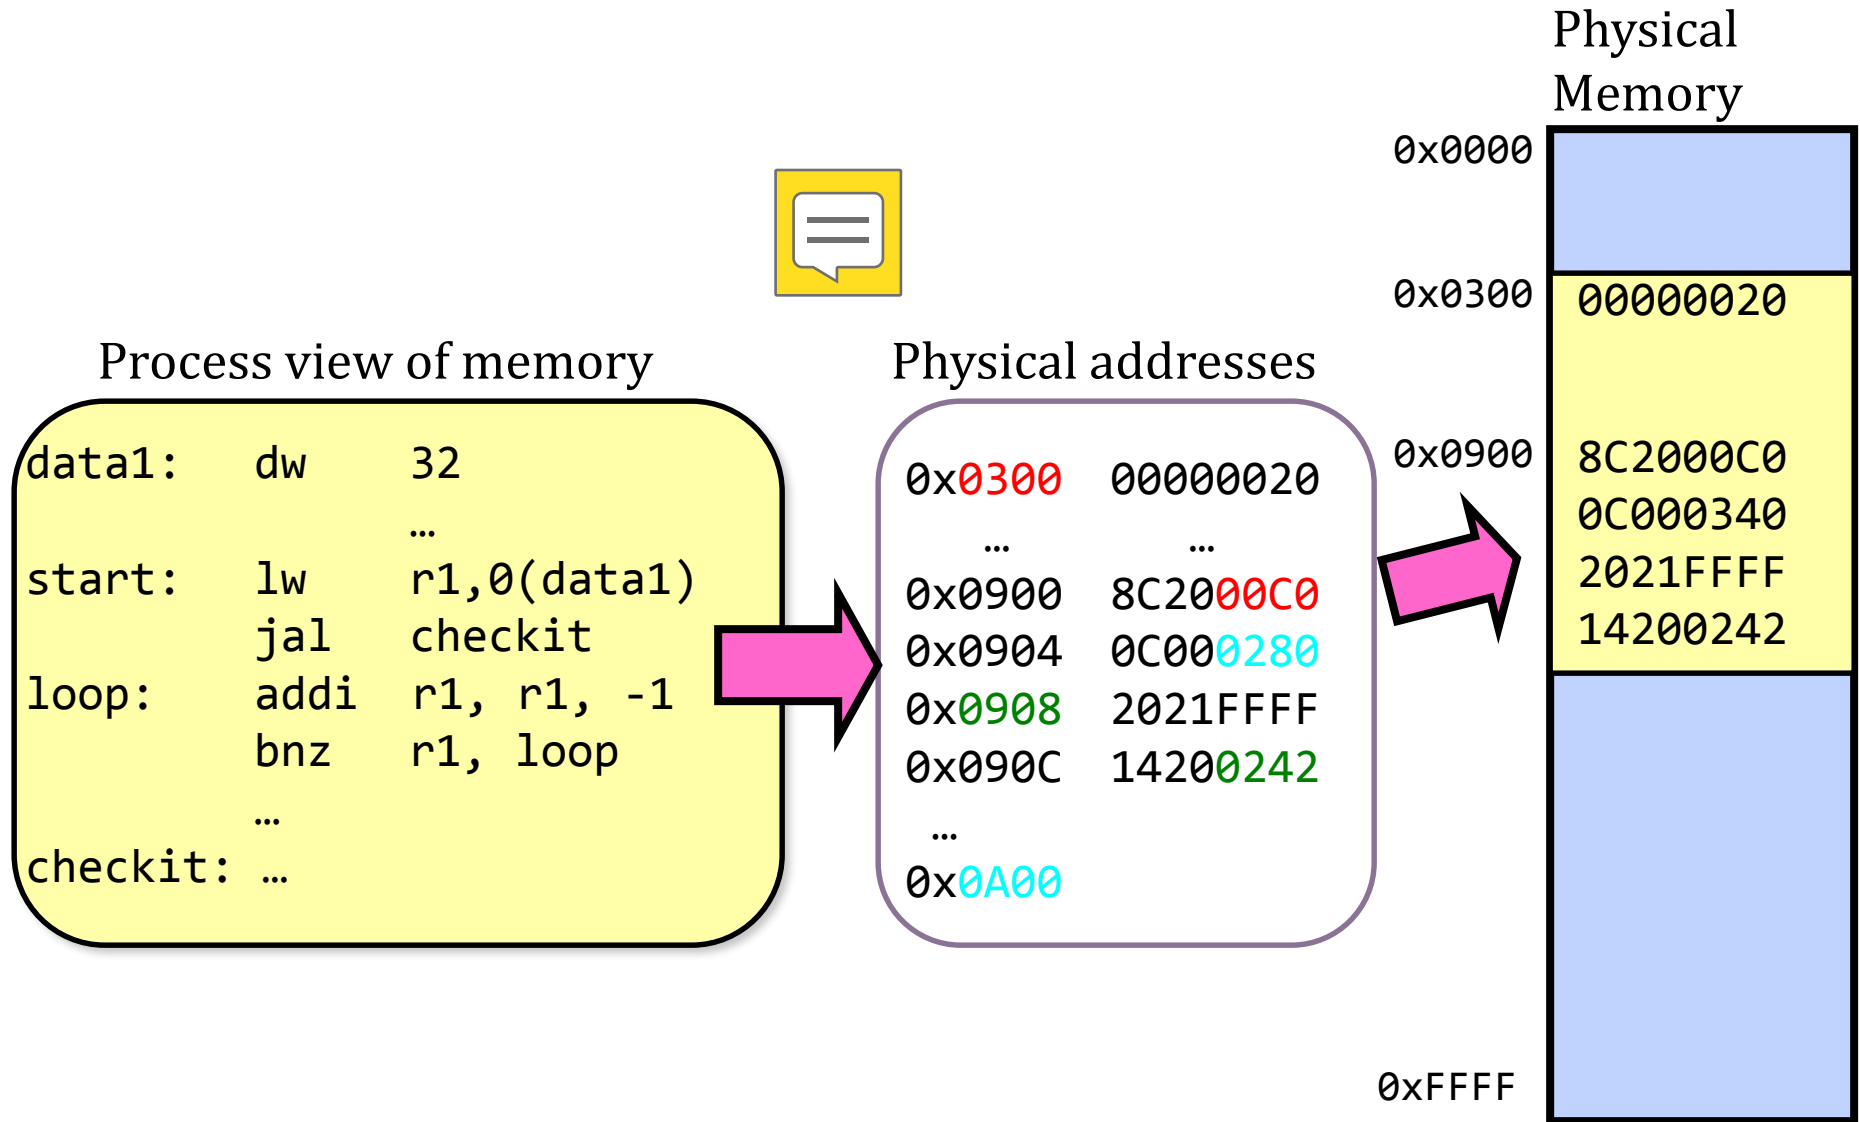 Physical
Memory
0x0000
0x0300 00000020
Process view of memory
Physical addresses
data1: dw 32
…
start: lw r1,0(data1)
jal checkit
loop: addi r1, r1, -1
bnz r1, loop
…
checkit: …
0x0300 00000020
… …
0x0900 8C2000C0
0x0904 0C000280
0x0908 2021FFFF
0x090C 14200242
…
0x0A00
0x0900 8C2000C0
0C000340
2021FFFF
14200242
0xFFFF